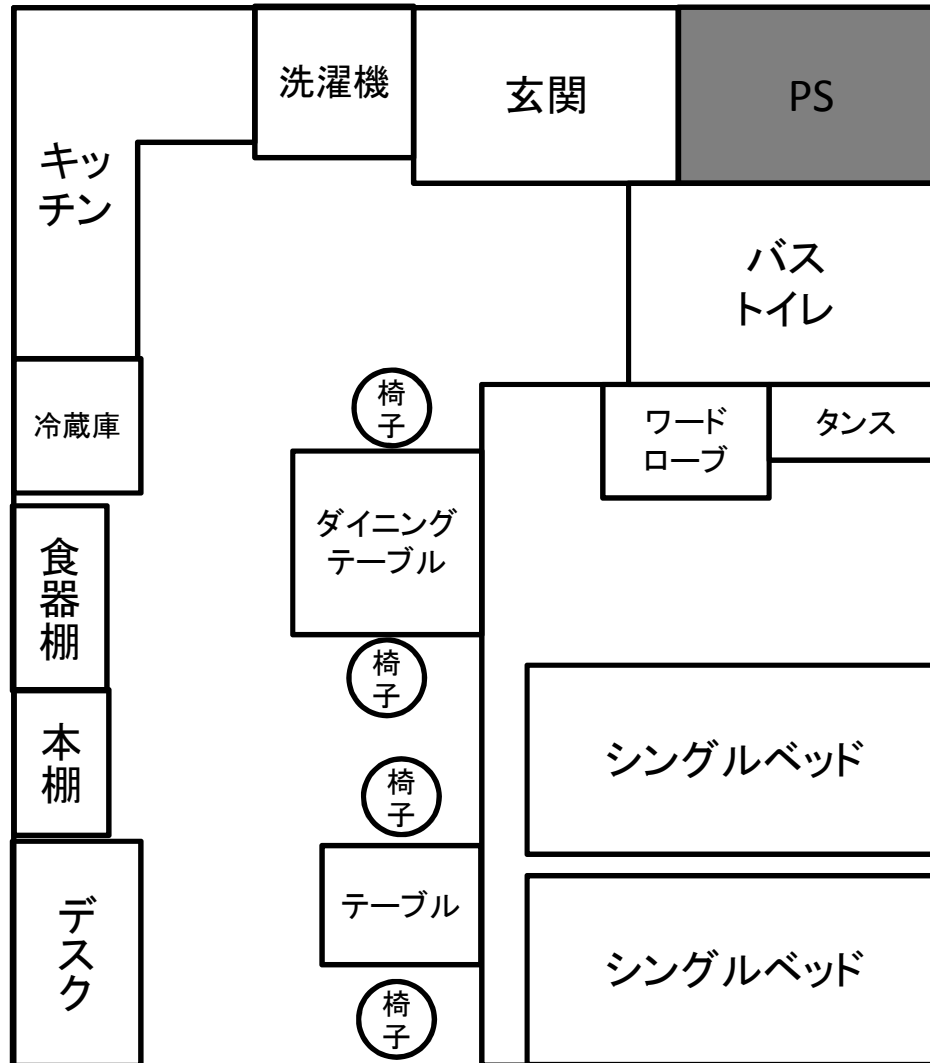 洗濯機
玄関
PS
キッ
チン
バス
トイレ
冷蔵庫
椅
子
ワード
ローブ
タンス
ダイニング
テーブル
食
器
棚
椅
子
本
棚
シングルベッド
椅
子
テーブル
デ
ス
ク
シングルベッド
椅
子